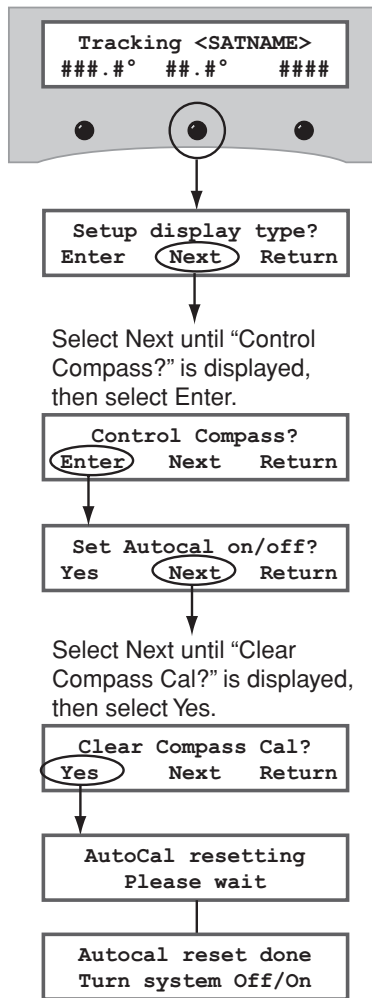 Tracking <SATNAME>
###.#° ##.#° ####
Setup display type?
Enter Next Return
Select Next until “Control
Compass?” is displayed,
then select Enter.
Control Compass?
Enter Next Return
Set Autocal on/off?
Yes Next Return
Select Next until “Clear
Compass Cal?” is displayed,
then select Yes.
Clear Compass Cal?
Yes Next Return
AutoCal resetting
Please wait
Autocal reset done
Turn system Off/On